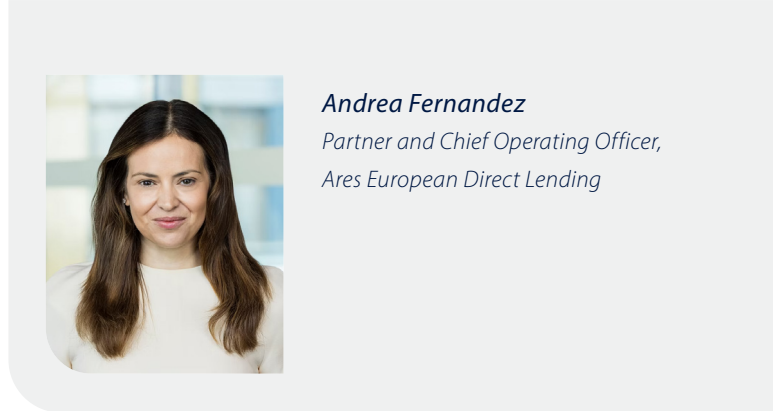 Andrea Fernandez
Partner and Chief Operating Officer,
Ares European Direct Lending